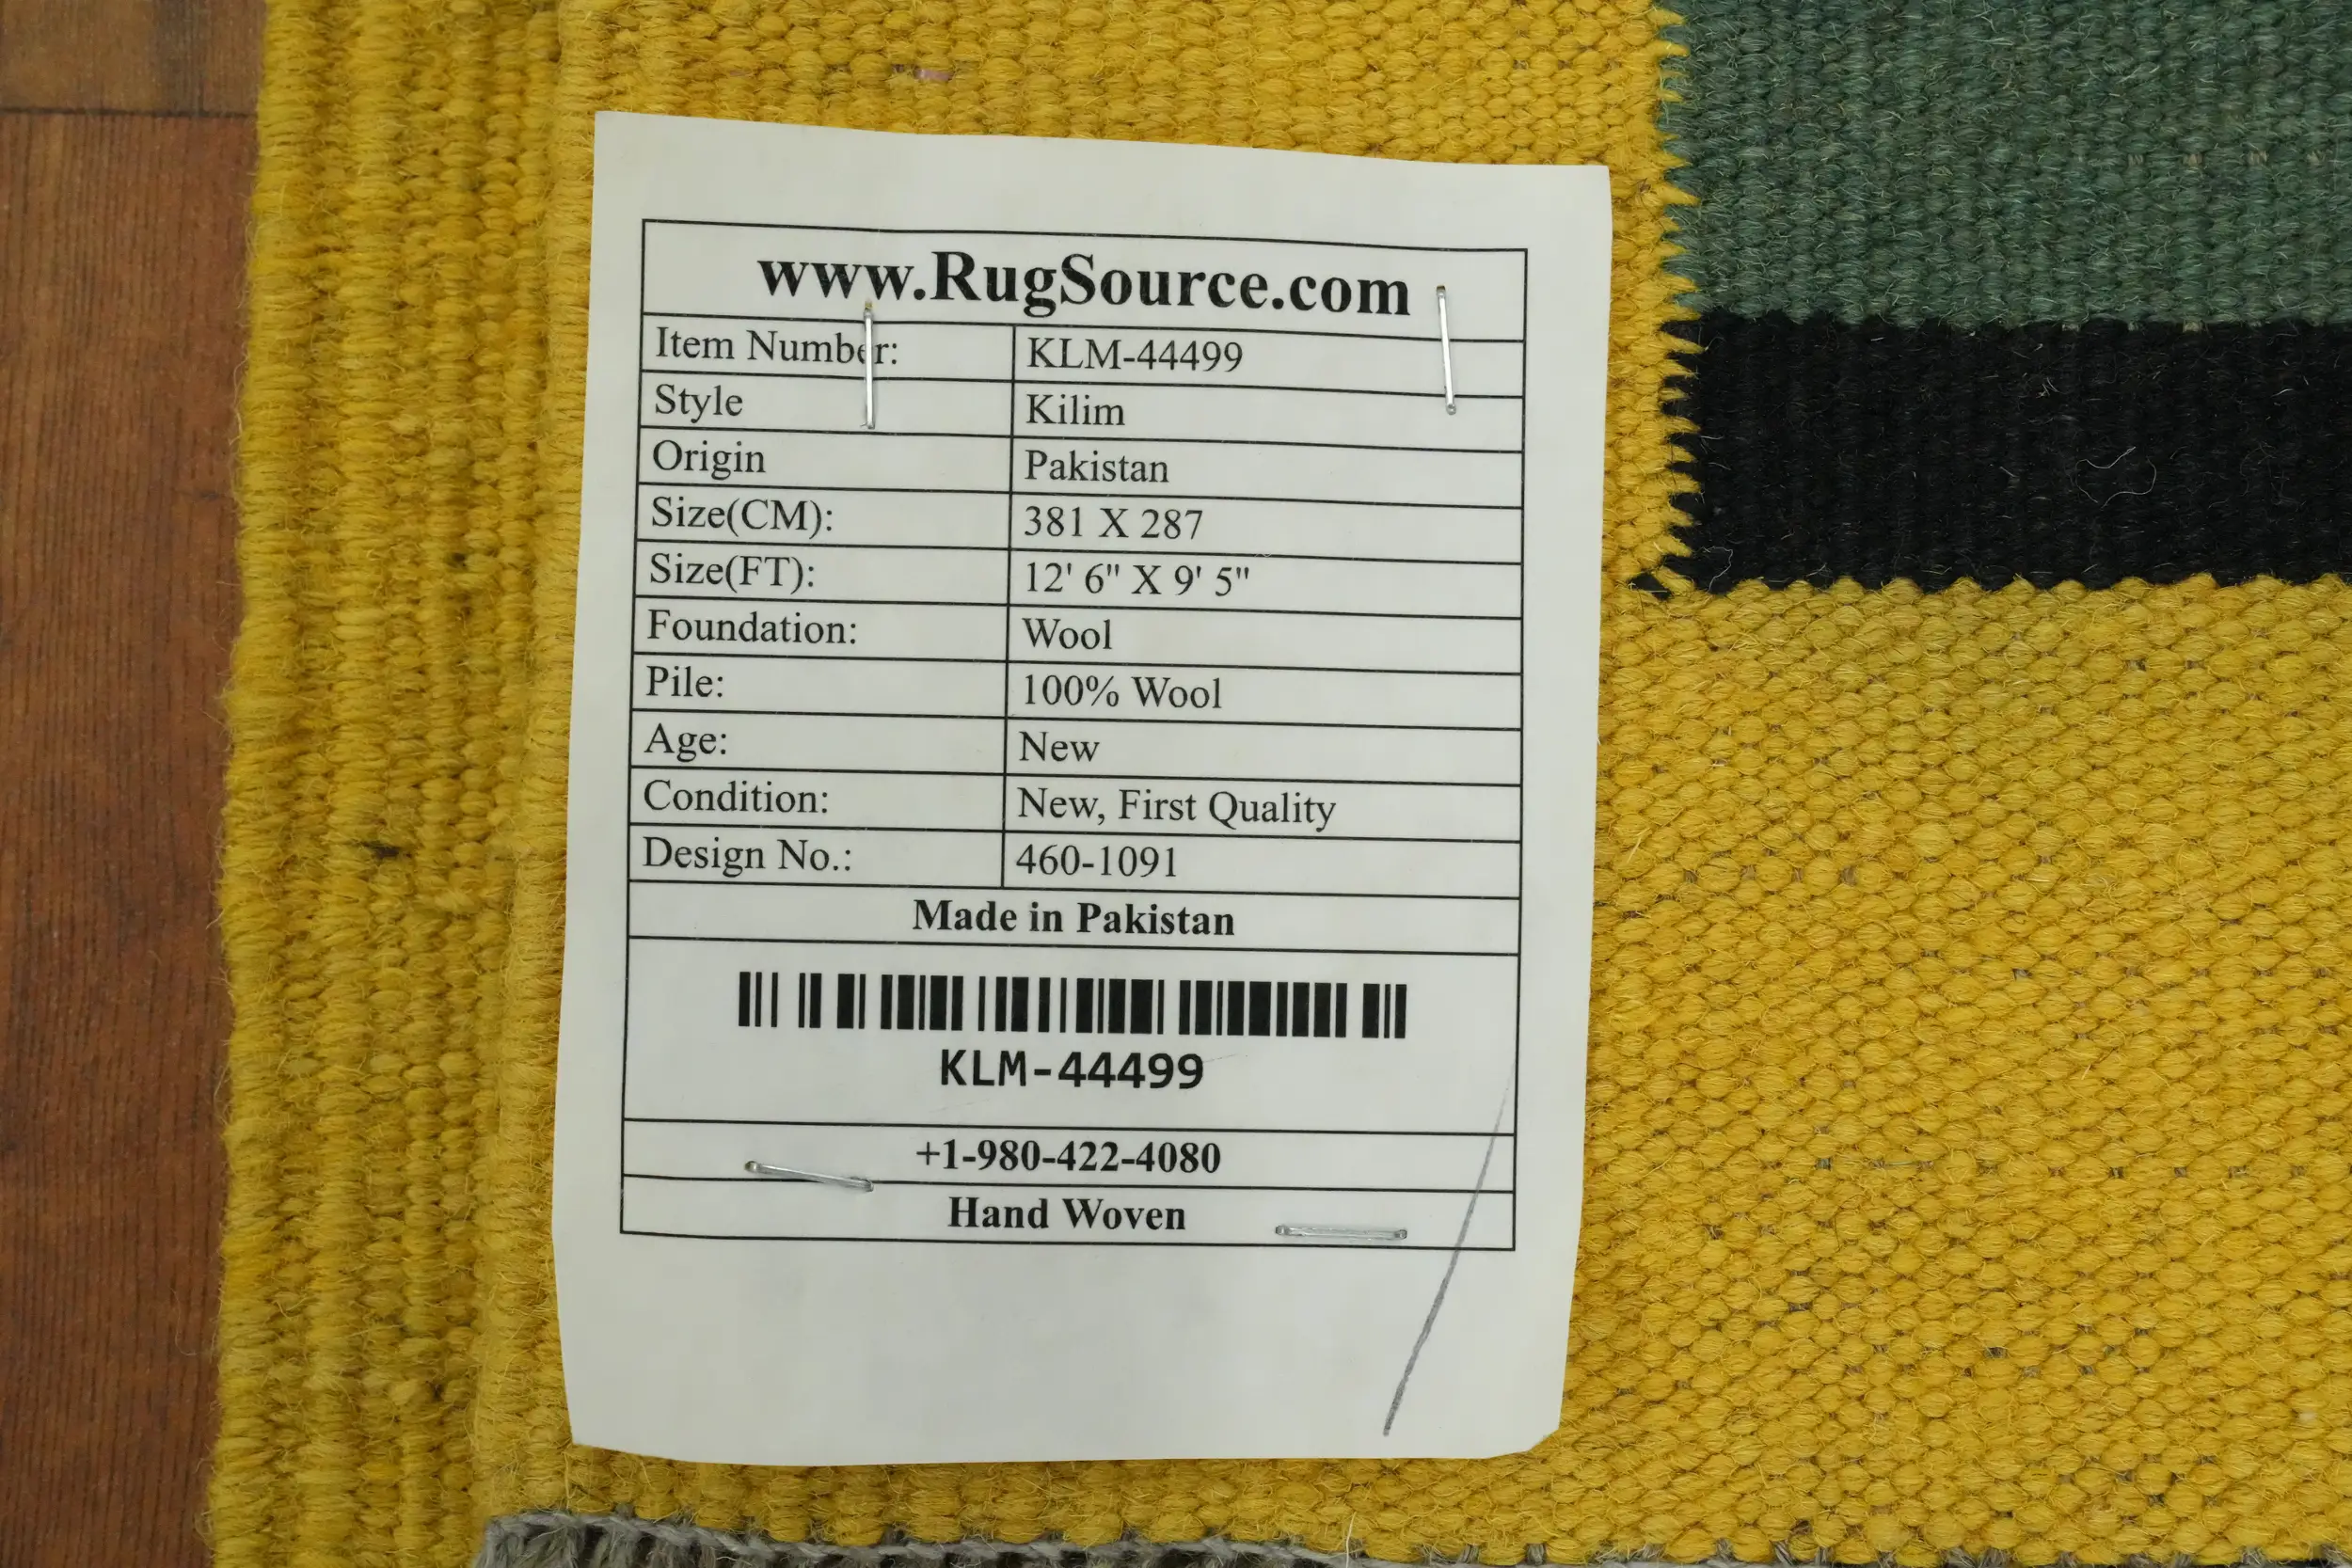 www.RugSource.com
Item Number: KLM-44499
Style Kilim
Origin Pakistan
Size(CM): 381 X 287
Size(FT): 12' 6" X 9' 5"
Foundation: Wool
Pile: 100% Wool
Age: New
Condition: New, First Quality
Design No.: 460-1091
Made in Pakistan
KLM-44499
+1-980-422-4080
Hand Woven